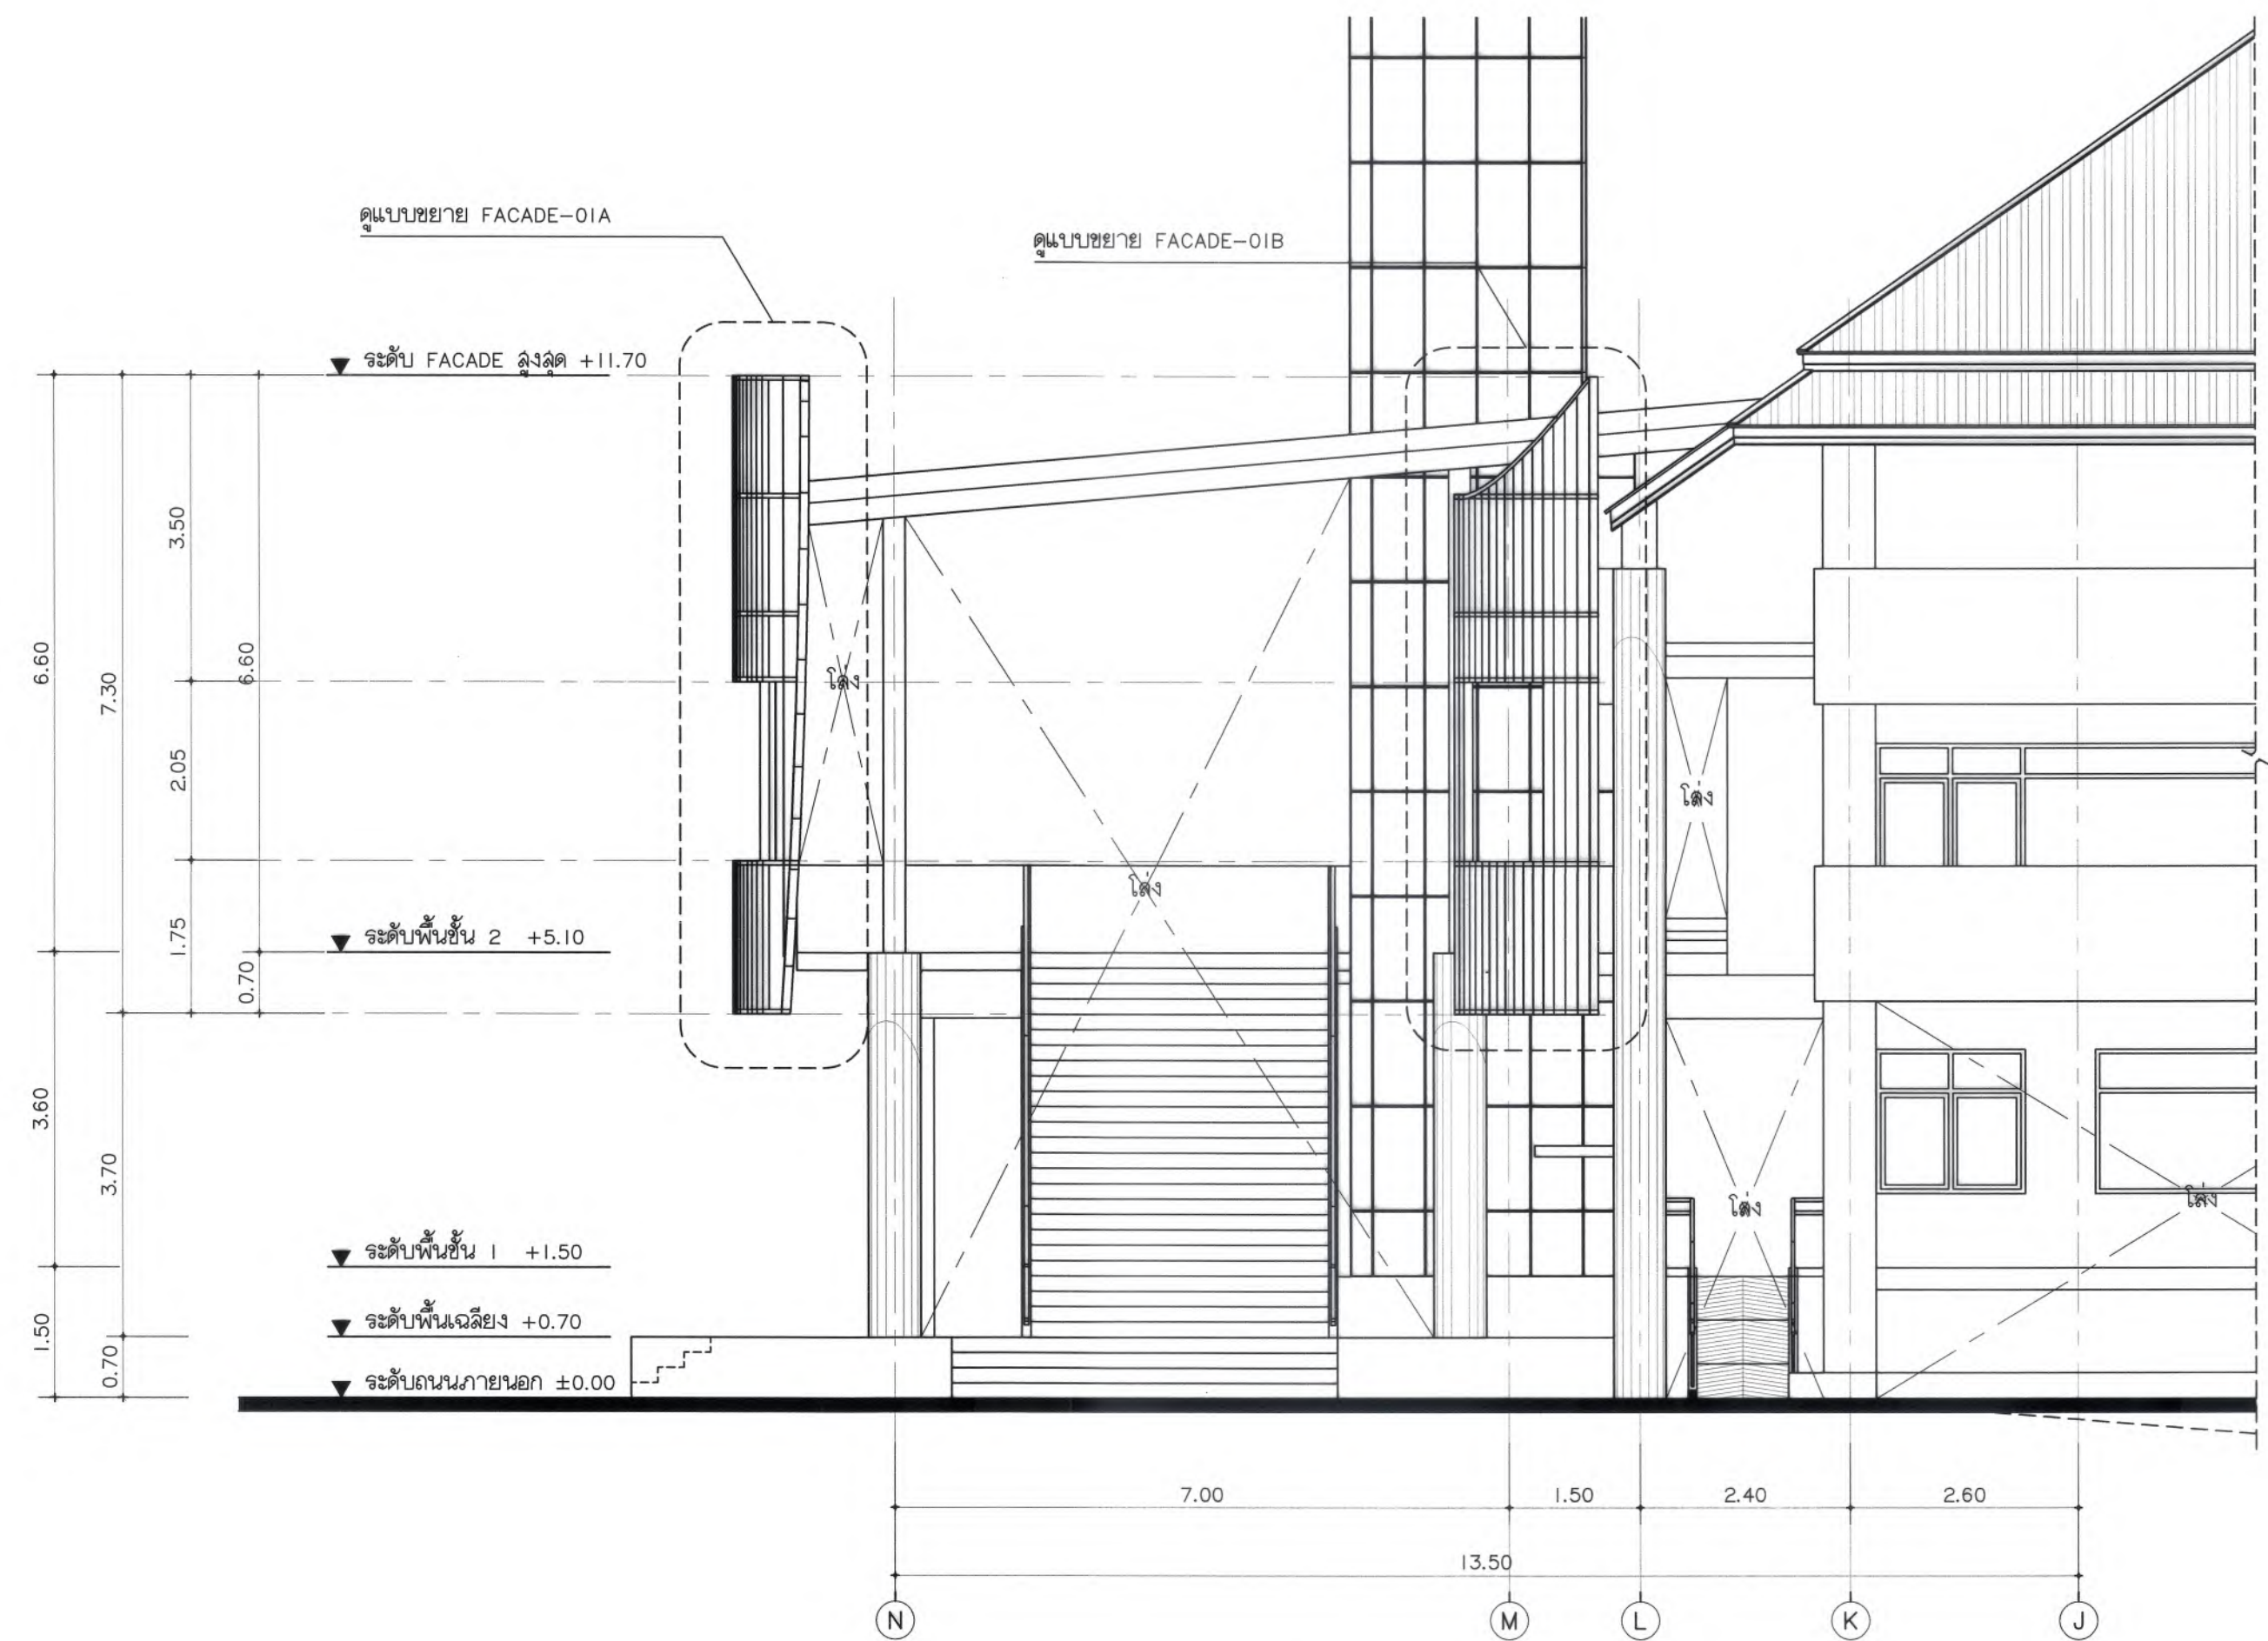 ดูแบบขยาย FACADE-01A
ดูแบบขยาย FACADE-01B
ระดับ FACADE สูงสุด +11.70
3.50
6.60
6.60
7.30
โล่ง
2.05
โล่ง
โล่ง
1.75
ระดับพื้นชั้น 2 +5.10
0.70
3.60
3.70
โล่ง
โล่ง
ระดับพื้นชั้น 1 +1.50
ระดับพื้นเฉลียง +0.70
1.50
0.70
ระดับถนนภายนอก ±0.00
7.00
1.50
2.40
2.60
13.50
N
M
L
K
J